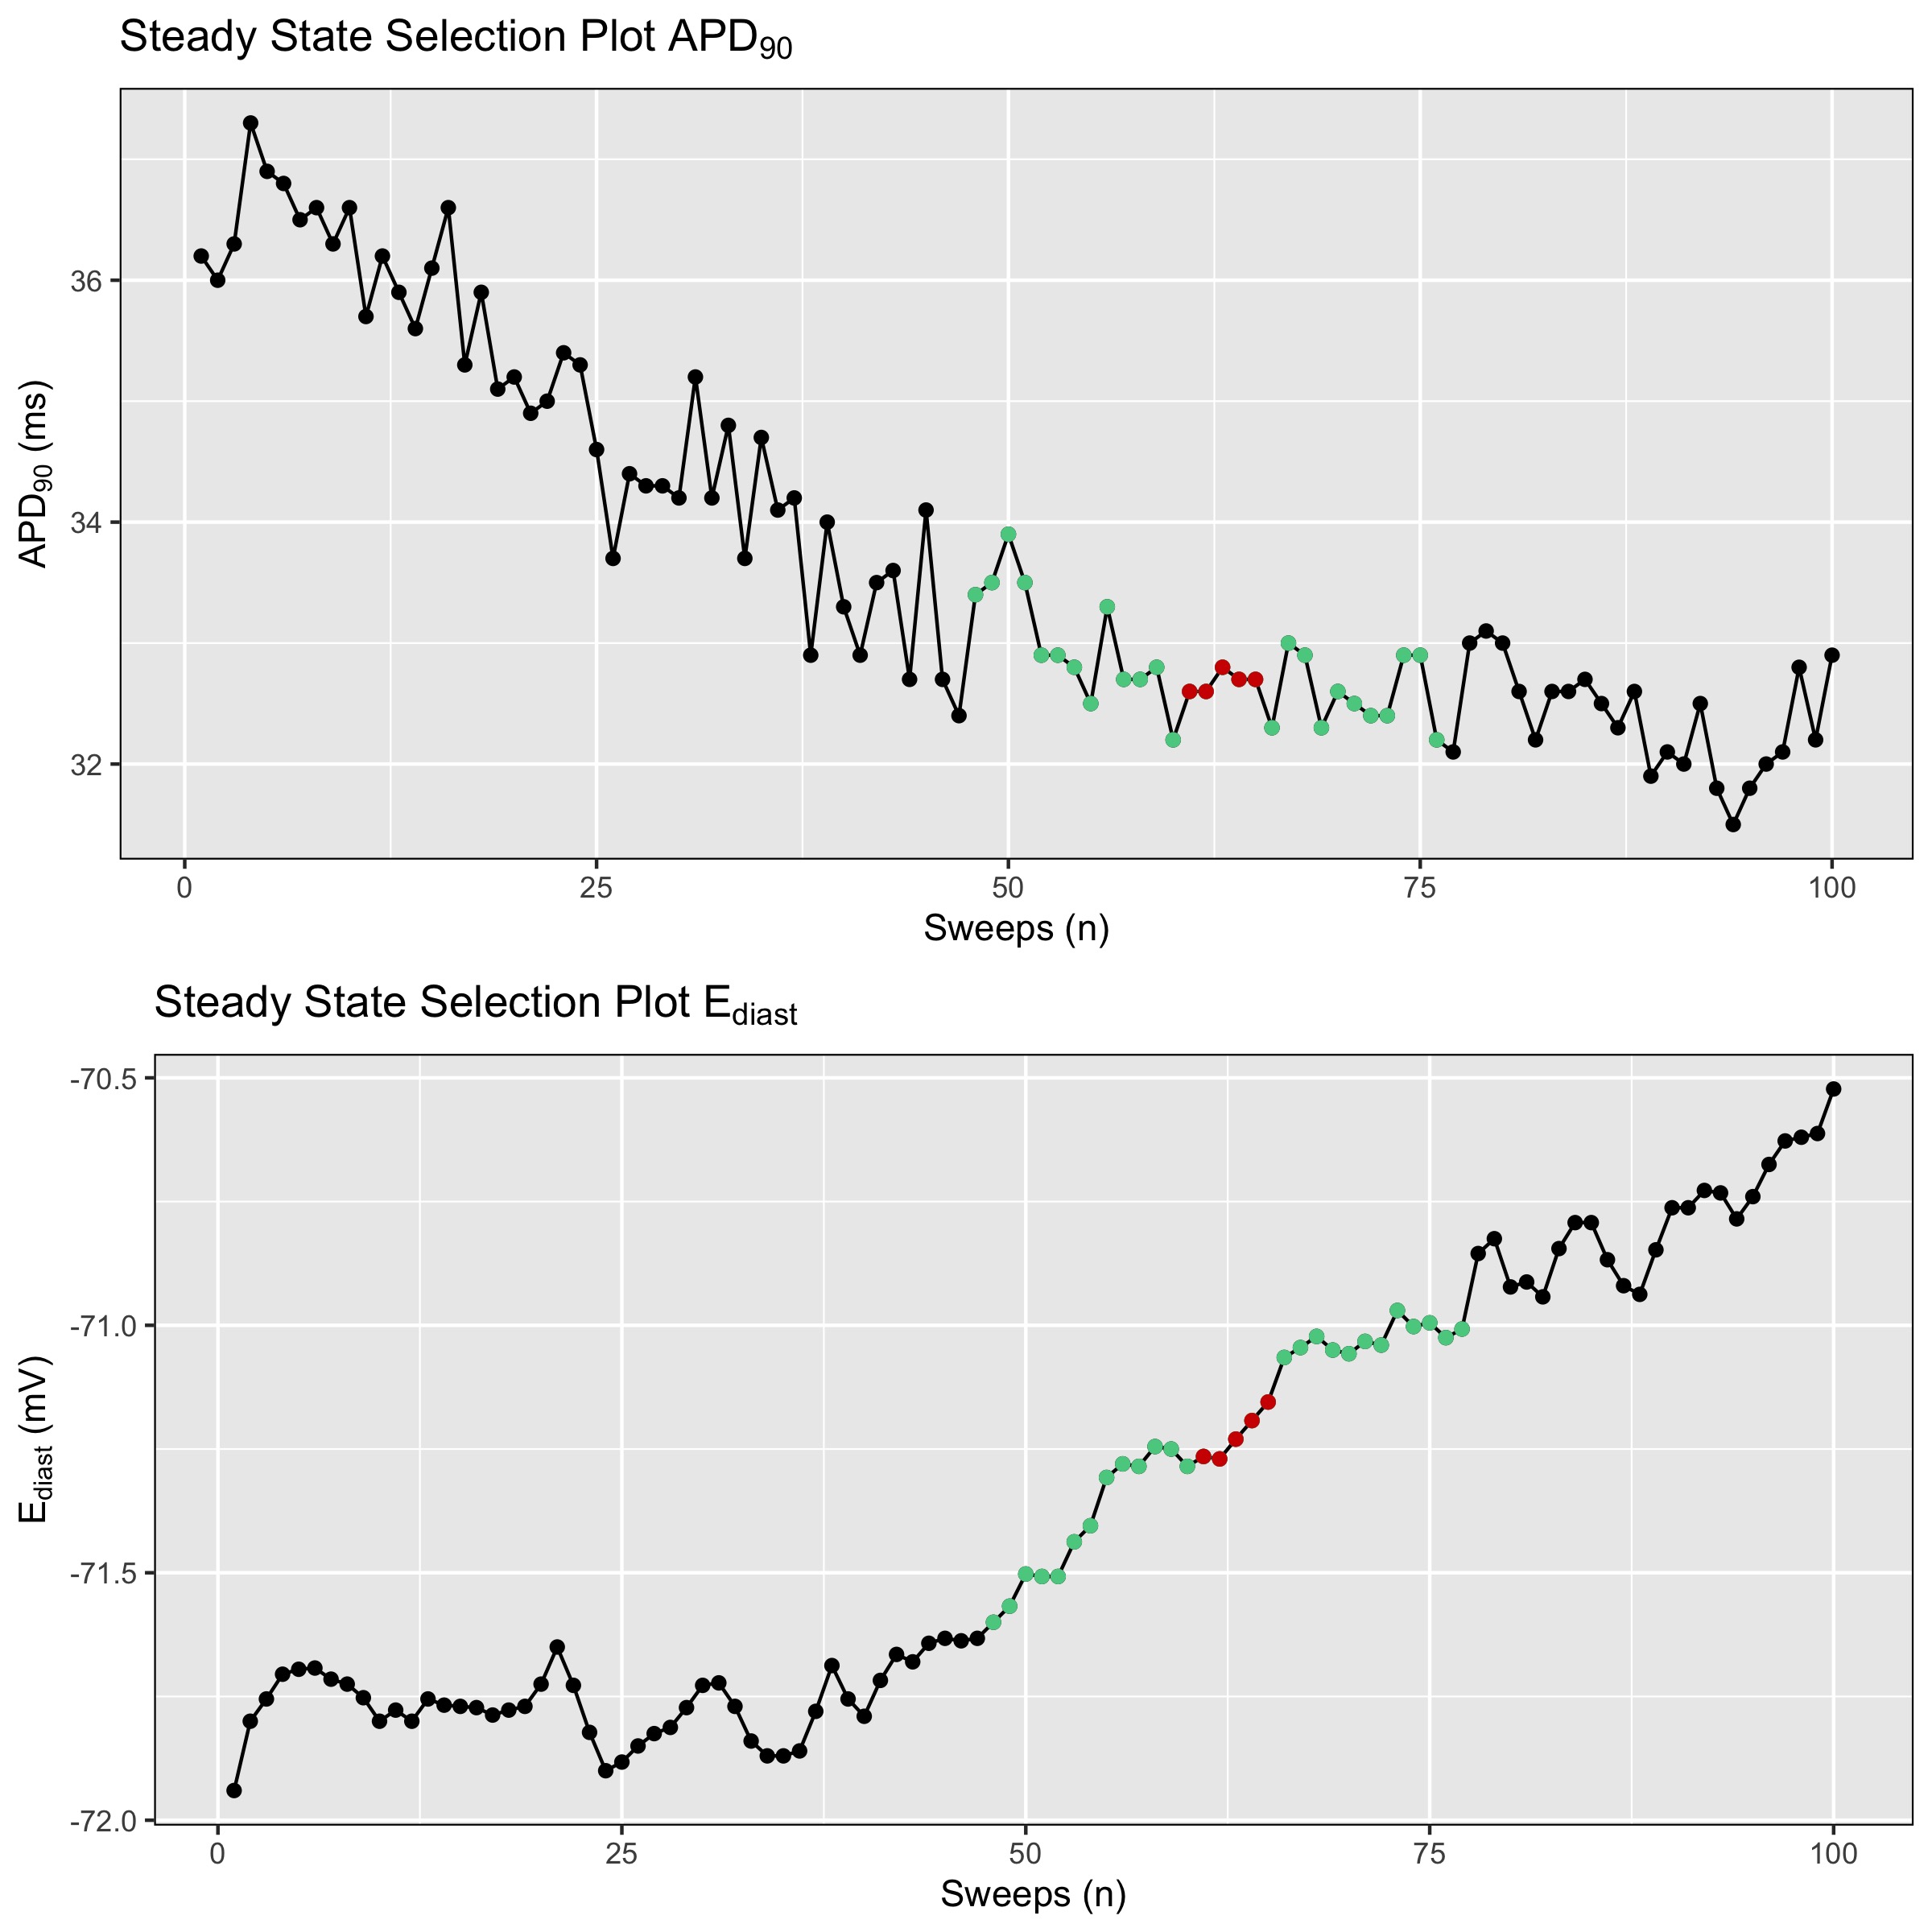 Steady State Selection Plot APD90
APD90 (ms)
36
34
32
0 25 50 75 100
Sweeps (n)
Steady State Selection Plot Ediast
Ediast (mV)
-70.5
-71.0
-71.5
-72.0
0 25 50 75 100
Sweeps (n)